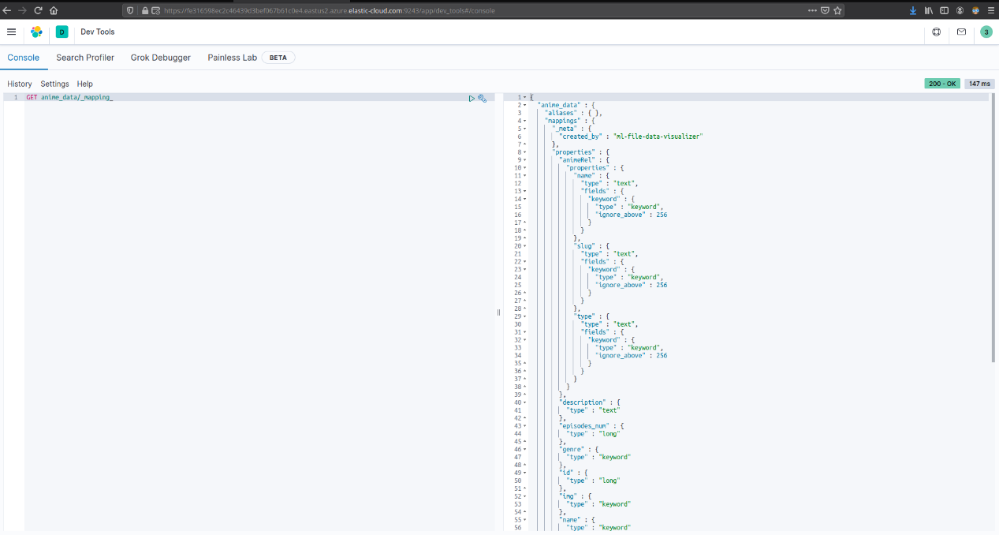 https://fe316598ec2c46439d3bef067b61c0e4.eastus2.azure.elastic-cloud.com:9243/app/dev_tools#/console
D Dev Tools 3
Console Search Profiler Grok Debugger Painless Lab BETA
History Settings Help 200 - OK 147 ms
1 GET anime_data/_mapping_
1 {
2 "anime_data" : {
3 "aliases" : { },
4 "mappings" : {
5 "_meta" : {
6 "created_by" : "ml-file-data-visualizer"
7 },
8 "properties" : {
9 "animeRel" : {
10 "properties" : {
11 "name" : {
12 "type" : "text",
13 "fields" : {
14 "keyword" : {
15 "type" : "keyword",
16 "ignore_above" : 256
17 }
18 }
19 },
20 "slug" : {
21 "type" : "text",
22 "fields" : {
23 "keyword" : {
24 "type" : "keyword",
25 "ignore_above" : 256
26 }
27 }
28 },
29 "type" : {
30 "type" : "text",
31 "fields" : {
32 "keyword" : {
33 "type" : "keyword",
34 "ignore_above" : 256
35 }
36 }
37 }
38 }
39 },
40 "description" : {
41 "type" : "text"
42 },
43 "episodes_num" : {
44 "type" : "long"
45 },
46 "genre" : {
47 "type" : "keyword"
48 },
49 "id" : {
50 "type" : "long"
51 },
52 "img" : {
53 "type" : "keyword"
54 },
55 "name" : {
56 "type" : "keyword"